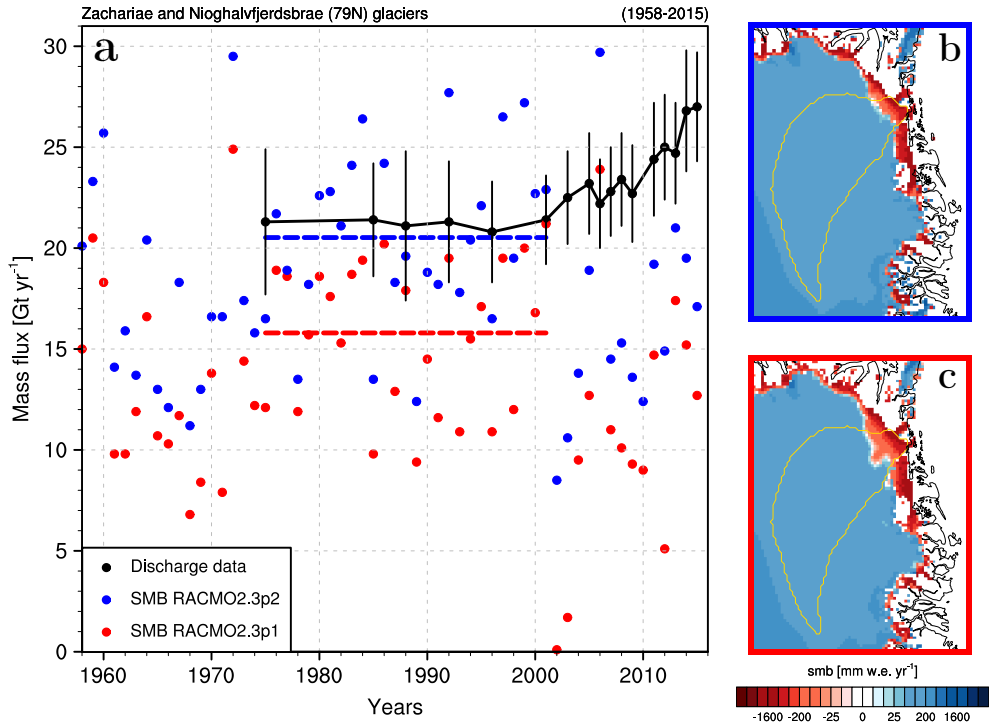 Zachariae and Nioghalvfjerdsbrae (79N) glaciers (1958-2015)
a
Mass flux [Gt yr⁻¹]
30
25
20
15
10
5
0
Discharge data
SMB RACMO2.3p2
SMB RACMO2.3p1
1960 1970 1980 1990 2000 2010
Years
b
c
smb [mm w.e. yr⁻¹]
-1600 -200 -25 0 25 200 1600